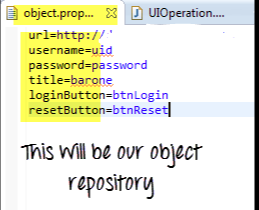 object.prop... UIOperation....
url=http://
username=uid
password=password
title=barone
loginButton=btnLogin
resetButton=btnReset
This will be our object
repository